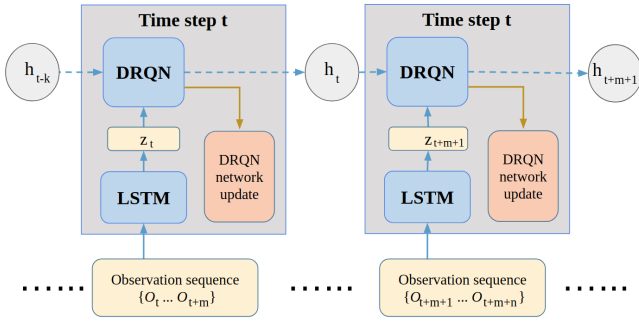 Time step t
h t-k
DRQN
z t
LSTM
DRQN
network
update
Observation sequence
{O t ... O t+m}
h t
Time step t
DRQN
z t+m+1
LSTM
DRQN
network
update
Observation sequence
{O t+m+1 ... O t+m+n}
h t+m+1